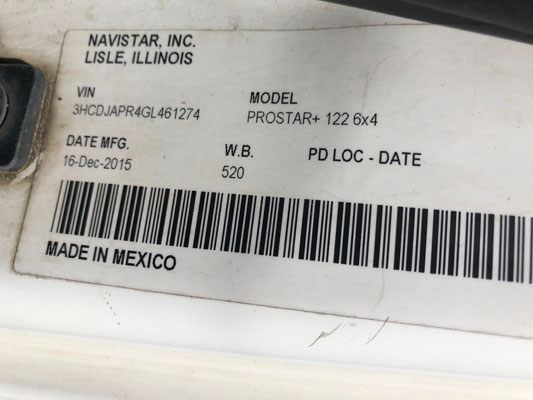 NAVISTAR, INC.
LISLE, ILLINOIS
VIN MODEL
3HCDJAPR4GL461274 PROSTAR+ 122 6x4
DATE MFG. W.B. PD LOC - DATE
16-Dec-2015 520
MADE IN MEXICO